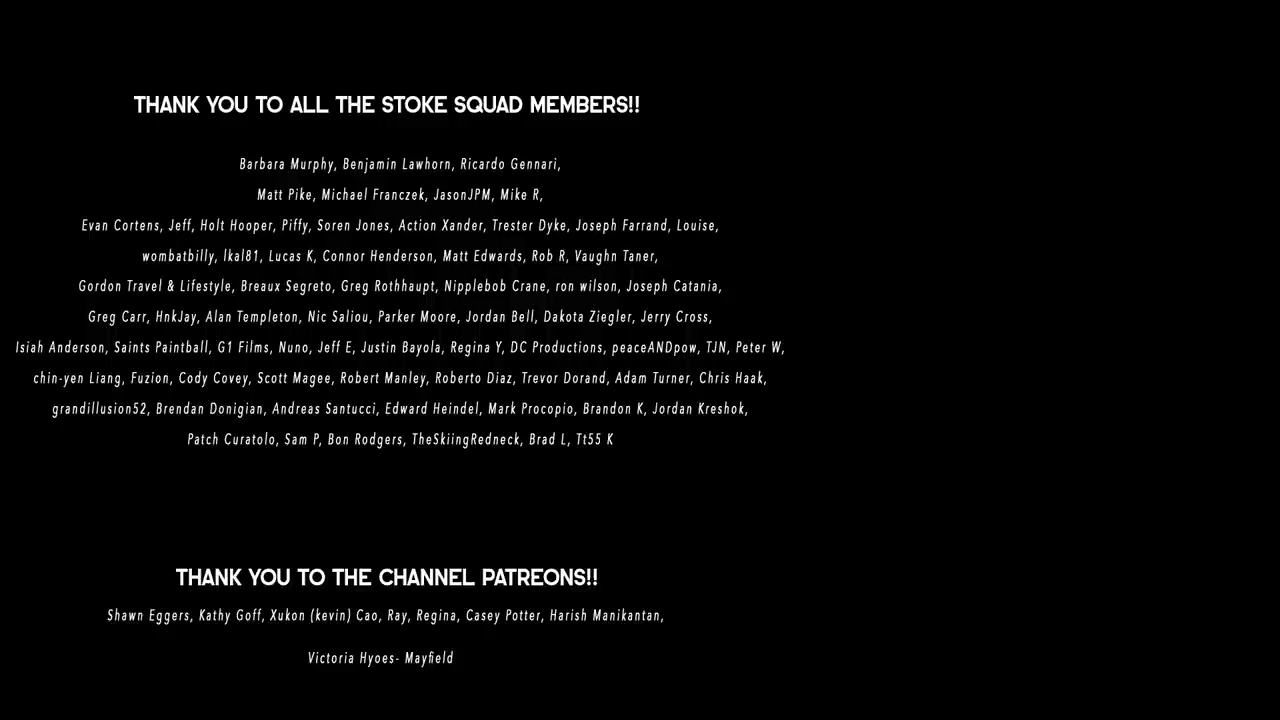 THANK YOU TO ALL THE STOKE SQUAD MEMBERS!!
Barbara Murphy, Benjamin Lawhorn, Ricardo Gennari,
Matt Pike, Michael Franczek, JasonJPM, Mike R,
Evan Cortens, Jeff, Holt Hooper, Piffy, Soren Jones, Action Xander, Trester Dyke, Joseph Farrand, Louise,
wombatbilly, lkal81, Lucas K, Connor Henderson, Matt Edwards, Rob R, Vaughn Taner,
Gordon Travel & Lifestyle, Breaux Segreto, Greg Rothhaupt, Nipplebob Crane, ron wilson, Joseph Catania,
Greg Carr, HnkJay, Alan Templeton, Nic Saliou, Parker Moore, Jordan Bell, Dakota Ziegler, Jerry Cross,
Isiah Anderson, Saints Paintball, G1 Films, Nuno, Jeff E, Justin Bayola, Regina Y, DC Productions, peaceANDpow, TJN, Peter W,
chin-yen Liang, Fuzion, Cody Covey, Scott Magee, Robert Manley, Roberto Diaz, Trevor Dorand, Adam Turner, Chris Haak,
grandillusion52, Brendan Donigian, Andreas Santucci, Edward Heindel, Mark Procopio, Brandon K, Jordan Kreshok,
Patch Curatolo, Sam P, Bon Rodgers, TheSkiingRedneck, Brad L, Tt55 K
THANK YOU TO THE CHANNEL PATREONS!!
Shawn Eggers, Kathy Goff, Xukon (kevin) Cao, Ray, Regina, Casey Potter, Harish Manikantan,
Victoria Hyoes- Mayfield